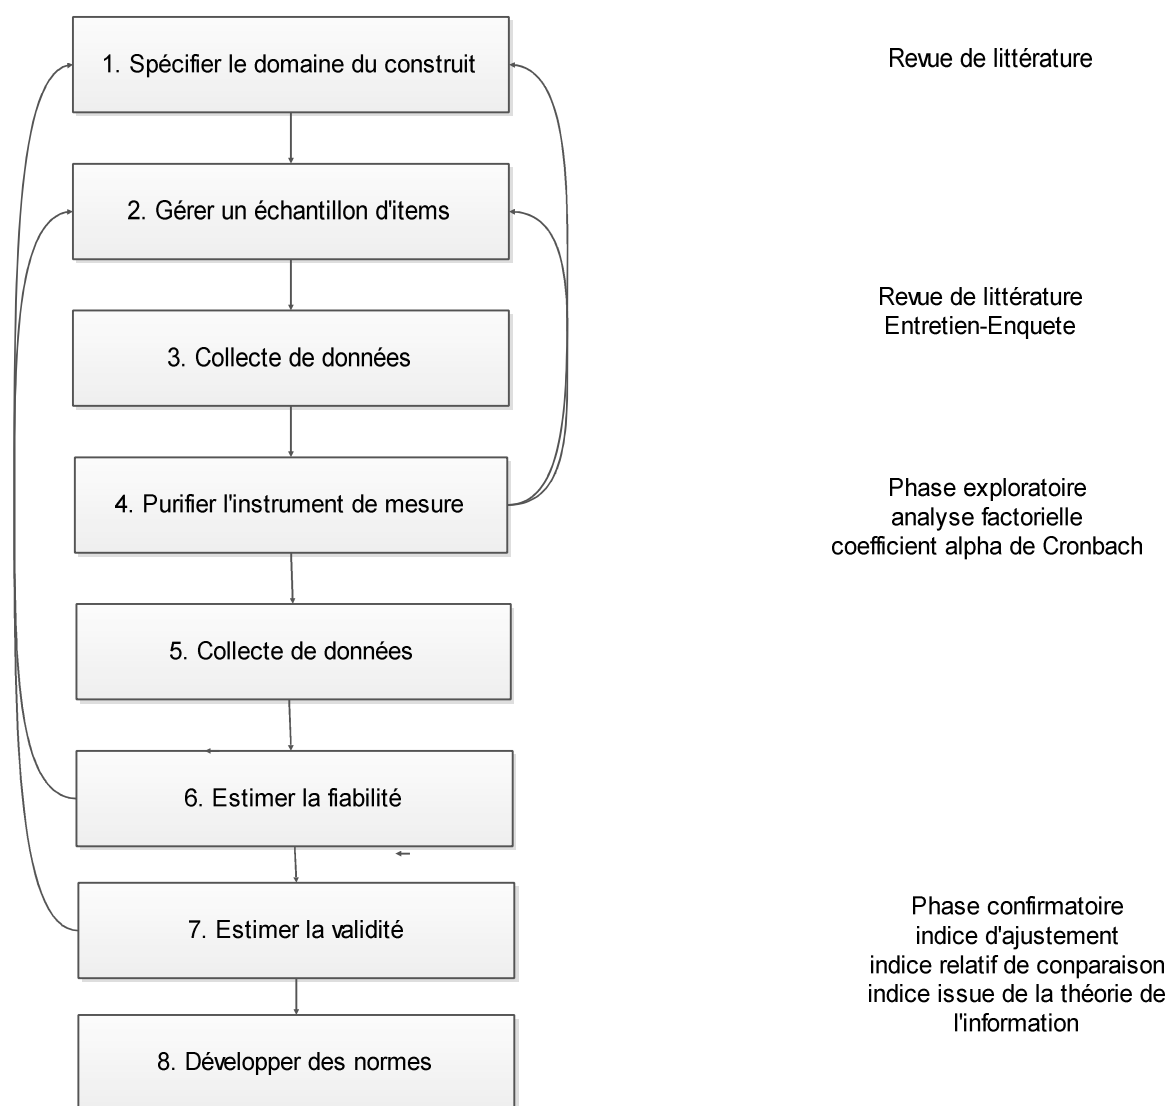 1. Spécifier le domaine du construit
Revue de littérature
2. Gérer un échantillon d'items
Revue de littérature
Entretien-Enquete
3. Collecte de données
4. Purifier l'instrument de mesure
Phase exploratoire
analyse factorielle
coefficient alpha de Cronbach
5. Collecte de données
6. Estimer la fiabilité
7. Estimer la validité
Phase confirmatoire
indice d'ajustement
indice relatif de conparaison
indice issue de la théorie de
l'information
8. Développer des normes